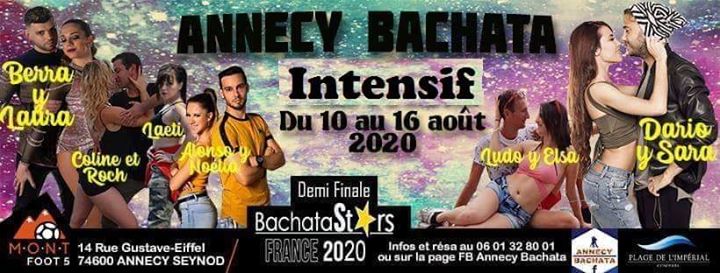 ANNECY BACHATA
Intensif
Du 10 au 16 août
2020
Berra
y
Laura
Coline et
Roch
Laeti
Alonso y
Noélia
Ludo y Elsa
Dario
y Sara
Demi Finale
BachataStars
FRANCE 2020
M•O•N•T
FOOT 5
14 Rue Gustave-Eiffel
74600 ANNECY SEYNOD
Infos et résa au 06 01 32 80 01
ou sur la page FB Annecy Bachata
ANNECY
BACHATA
PLAGE DE L'IMPÉRIAL